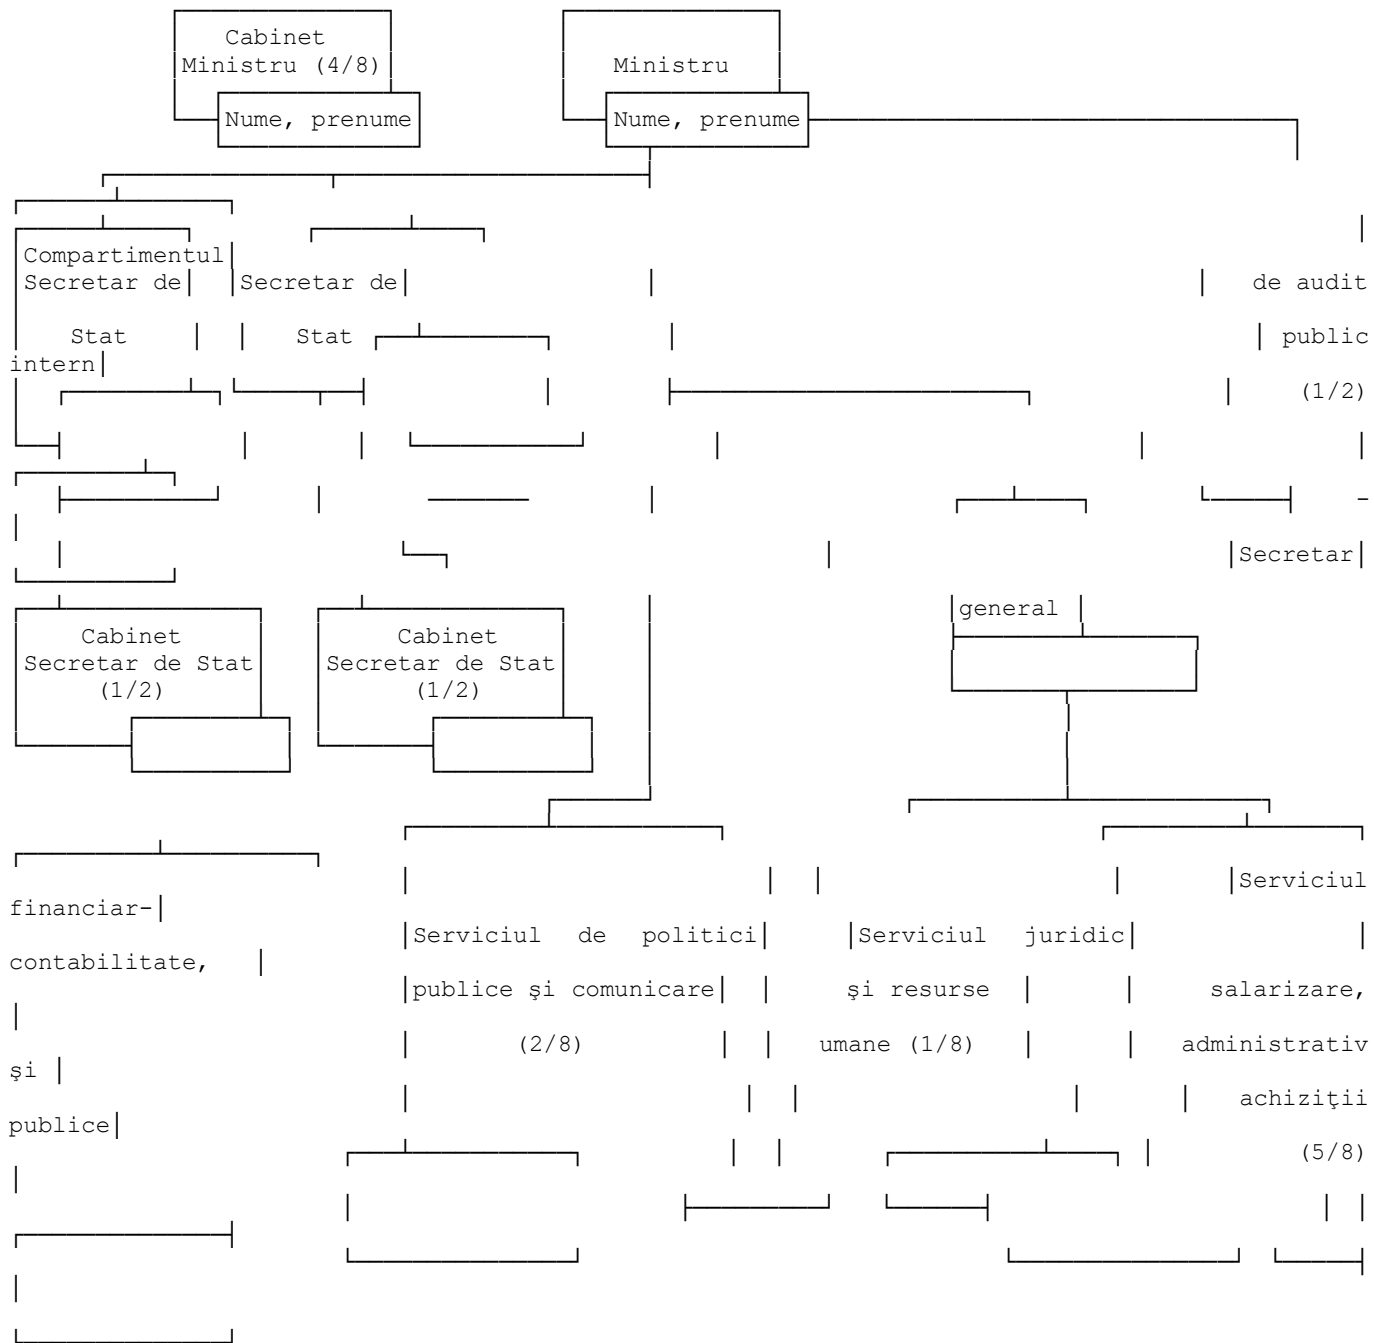 Cabinet
Ministru (4/8) Ministru
Nume, prenume Nume, prenume
Compartimentul
Secretar de Secretar de de audit
Stat Stat public
intern
(1/2)
-
Secretar
general
Cabinet Cabinet
Secretar de Stat Secretar de Stat
(1/2) (1/2)
Serviciul
financiar-
Serviciul de politici Serviciul juridic
contabilitate,
publice şi comunicare şi resurse salarizare,
(2/8) umane (1/8) administrativ
şi
achiziţii
publice
(5/8)